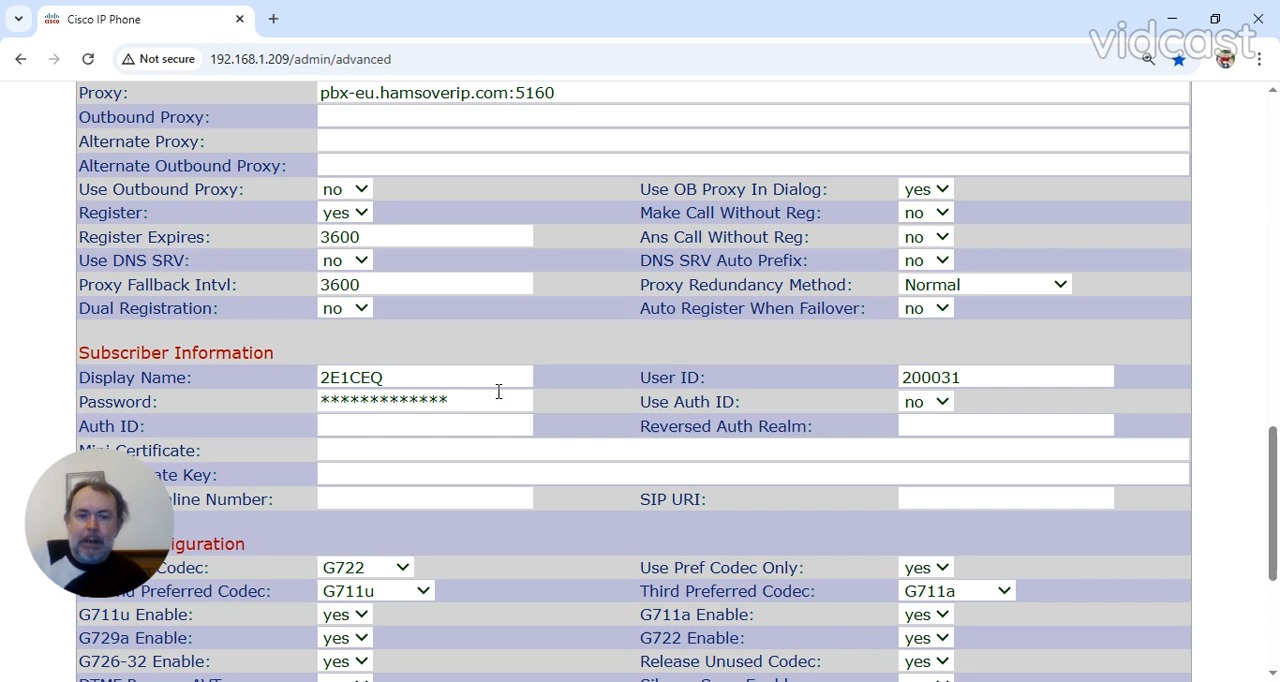 Cisco IP Phone
vidcast
Not secure 192.168.1.209/admin/advanced
Proxy: pbx-eu.hamsoverip.com:5160
Outbound Proxy:
Alternate Proxy:
Alternate Outbound Proxy:
Use Outbound Proxy: no Use OB Proxy In Dialog: yes
Register: yes Make Call Without Reg: no
Register Expires: 3600 Ans Call Without Reg: no
Use DNS SRV: no DNS SRV Auto Prefix: no
Proxy Fallback Intvl: 3600 Proxy Redundancy Method: Normal
Dual Registration: no Auto Register When Failover: no
Subscriber Information
Display Name: 2E1CEQ User ID: 200031
Password: ************* Use Auth ID: no
Auth ID: Reversed Auth Realm:
Mini Certificate:
ate Key:
line Number: SIP URI:
iguration
Codec: G722 Use Pref Codec Only: yes
Preferred Codec: G711u Third Preferred Codec: G711a
G711u Enable: yes G711a Enable: yes
G729a Enable: yes G722 Enable: yes
G726-32 Enable: yes Release Unused Codec: yes